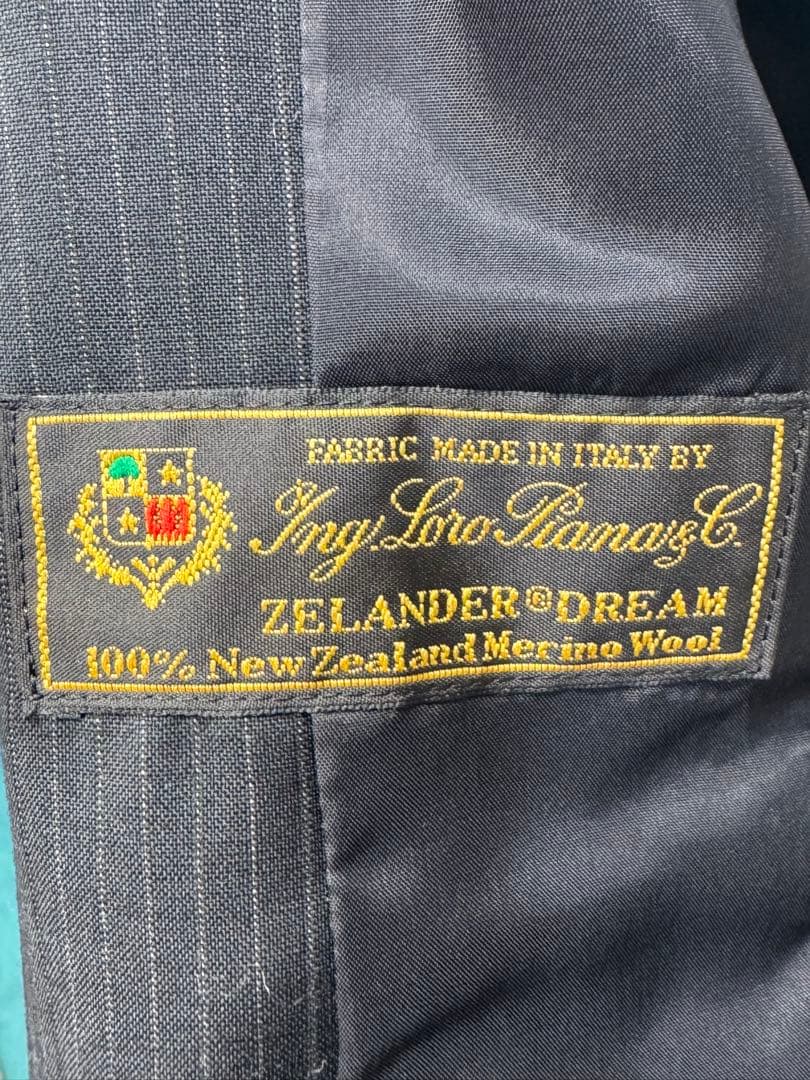 FABRIC MADE IN ITALY BY
Ing. Loro Piana & C.
ZELANDER® DREAM
100% New Zealand Merino Wool